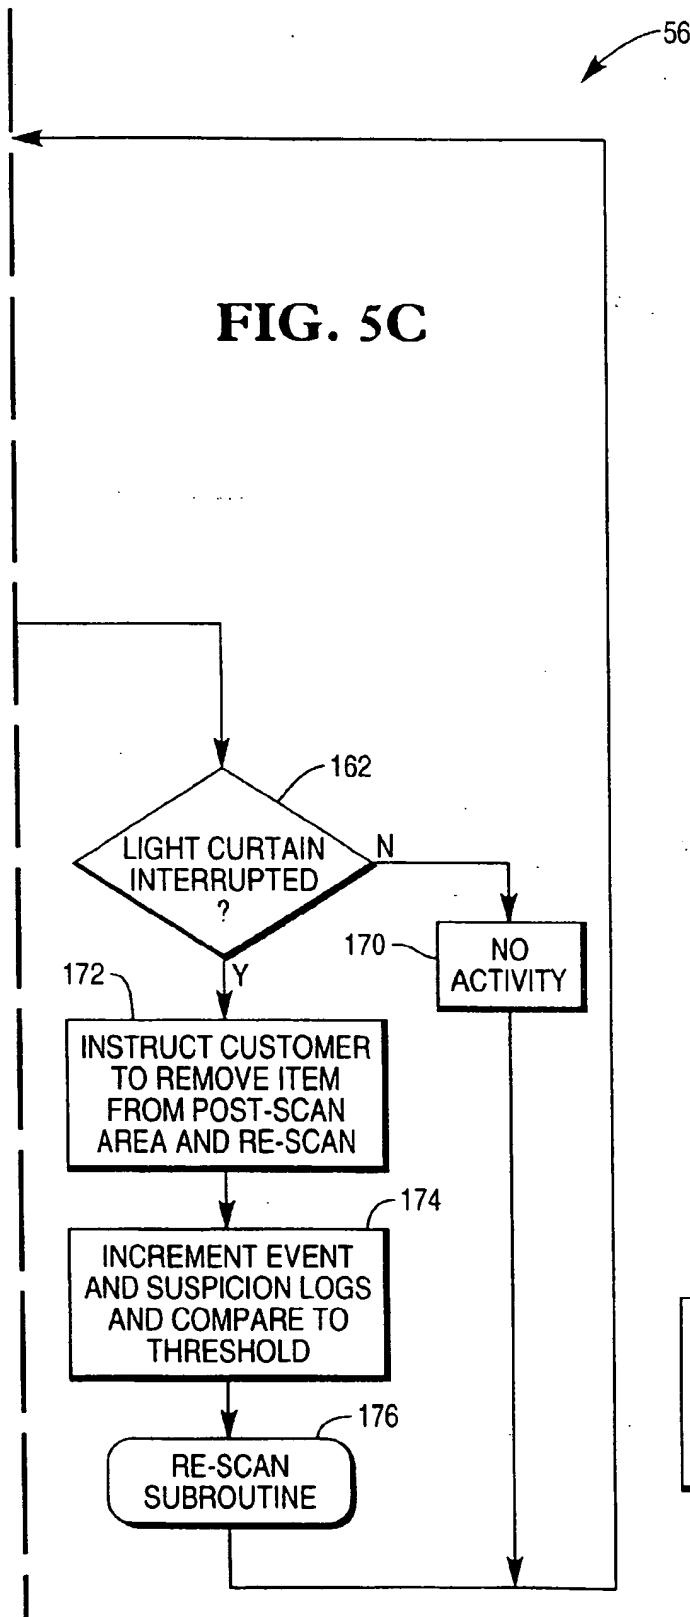 56
FIG. 5C
162
LIGHT CURTAIN
INTERRUPTED
?
N
Y
170
NO
ACTIVITY
172
INSTRUCT CUSTOMER
TO REMOVE ITEM
FROM POST-SCAN
AREA AND RE-SCAN
174
INCREMENT EVENT
AND SUSPICION LOGS
AND COMPARE TO
THRESHOLD
176
RE-SCAN
SUBROUTINE